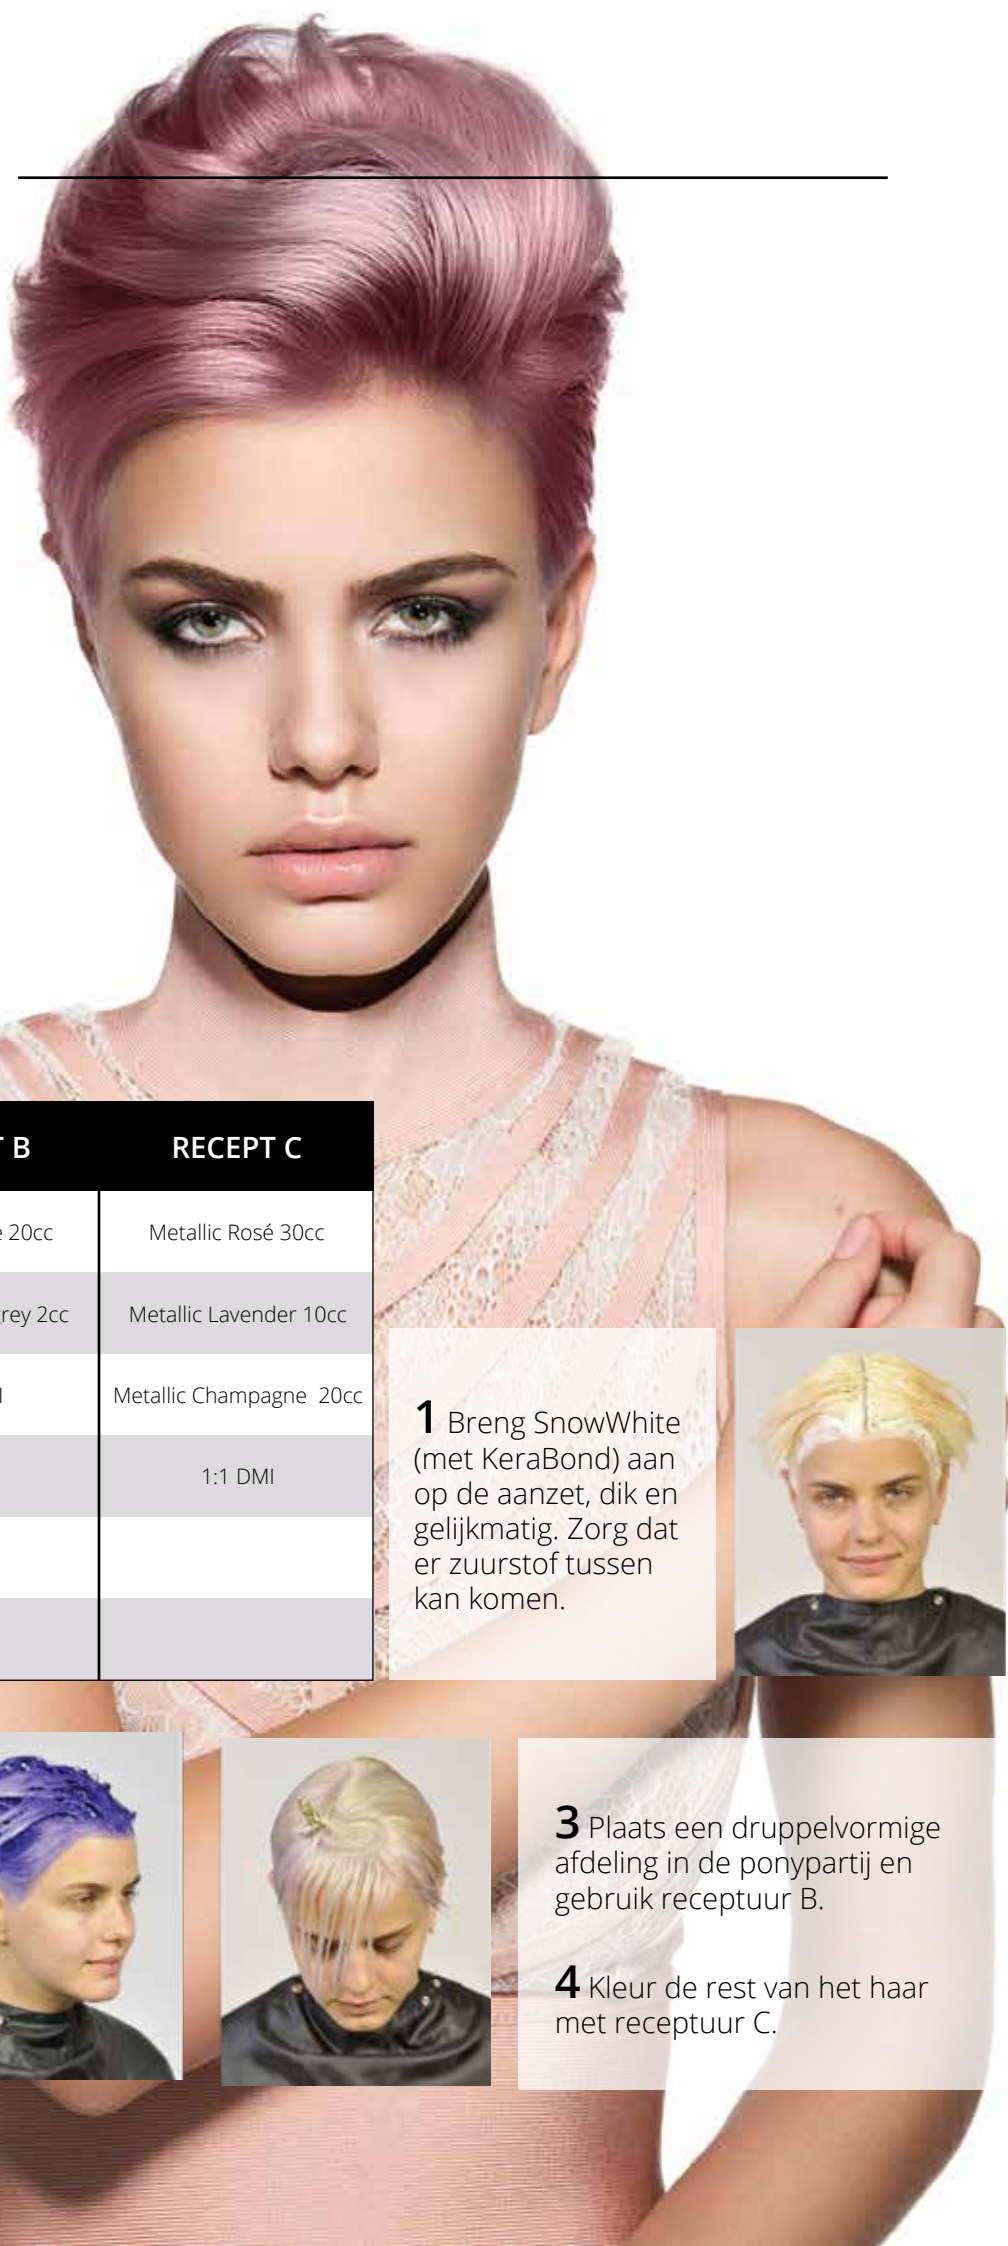 B RECEPT C
20cc Metallic Rosé 30cc
2cc Metallic Lavender 10cc
Metallic Champagne 20cc
1:1 DMI
1 Breng SnowWhite
(met KeraBond) aan
op de aanzet, dik en
gelijkmatig. Zorg dat
er zuurstof tussen
kan komen.
3 Plaats een druppelvormige
afdeling in de ponypartij en
gebruik receptuur B.
4 Kleur de rest van het haar
met receptuur C.